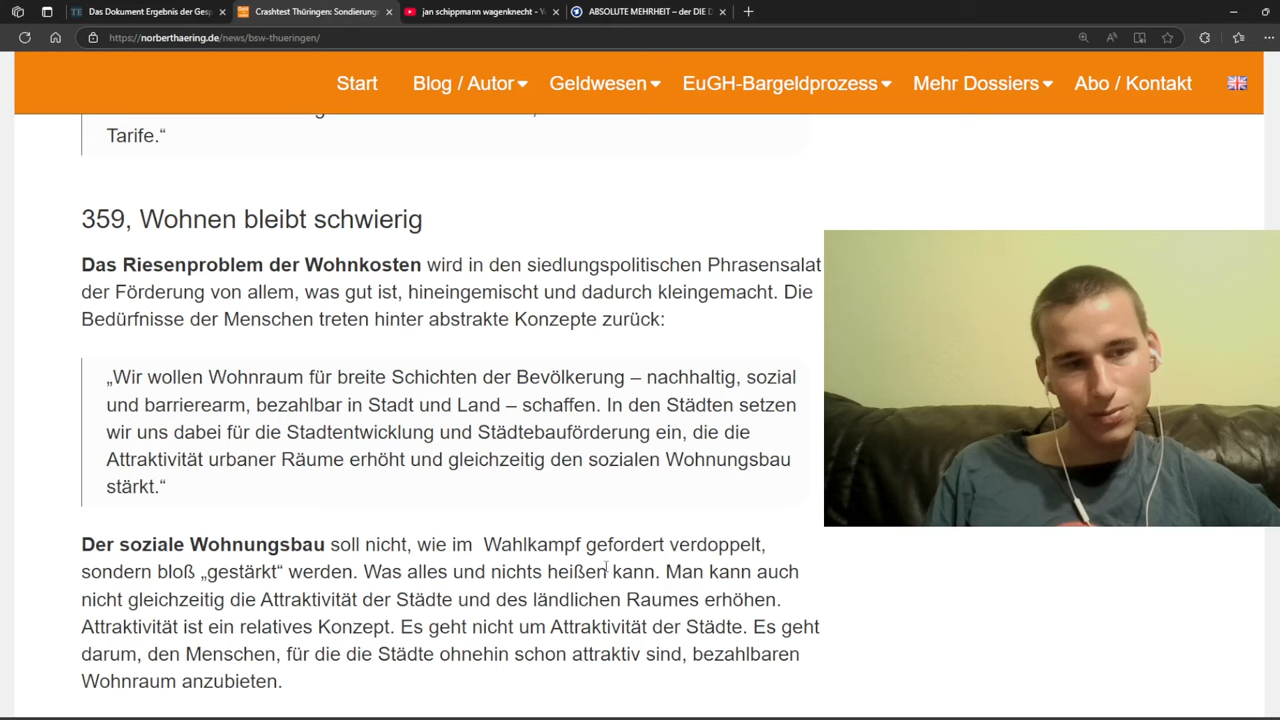 Das Dokument Ergebnis der Gesp
Crashtest Thüringen: Sondierungs
jan schippmann wagenknecht - Yo
ABSOLUTE MEHRHEIT – der DIE D
https://norberthaering.de/news/bsw-thueringen/
Start Blog / Autor Geldwesen EuGH-Bargeldprozess Mehr Dossiers Abo / Kontakt
Tarife.“
359, Wohnen bleibt schwierig
Das Riesenproblem der Wohnkosten wird in den siedlungspolitischen Phrasensalat
der Förderung von allem, was gut ist, hineingemischt und dadurch kleingemacht. Die
Bedürfnisse der Menschen treten hinter abstrakte Konzepte zurück:
„Wir wollen Wohnraum für breite Schichten der Bevölkerung – nachhaltig, sozial
und barrierearm, bezahlbar in Stadt und Land – schaffen. In den Städten setzen
wir uns dabei für die Stadtentwicklung und Städtebauförderung ein, die die
Attraktivität urbaner Räume erhöht und gleichzeitig den sozialen Wohnungsbau
stärkt.“
Der soziale Wohnungsbau soll nicht, wie im Wahlkampf gefordert verdoppelt,
sondern bloß „gestärkt“ werden. Was alles und nichts heißen kann. Man kann auch
nicht gleichzeitig die Attraktivität der Städte und des ländlichen Raumes erhöhen.
Attraktivität ist ein relatives Konzept. Es geht nicht um Attraktivität der Städte. Es geht
darum, den Menschen, für die die Städte ohnehin schon attraktiv sind, bezahlbaren
Wohnraum anzubieten.